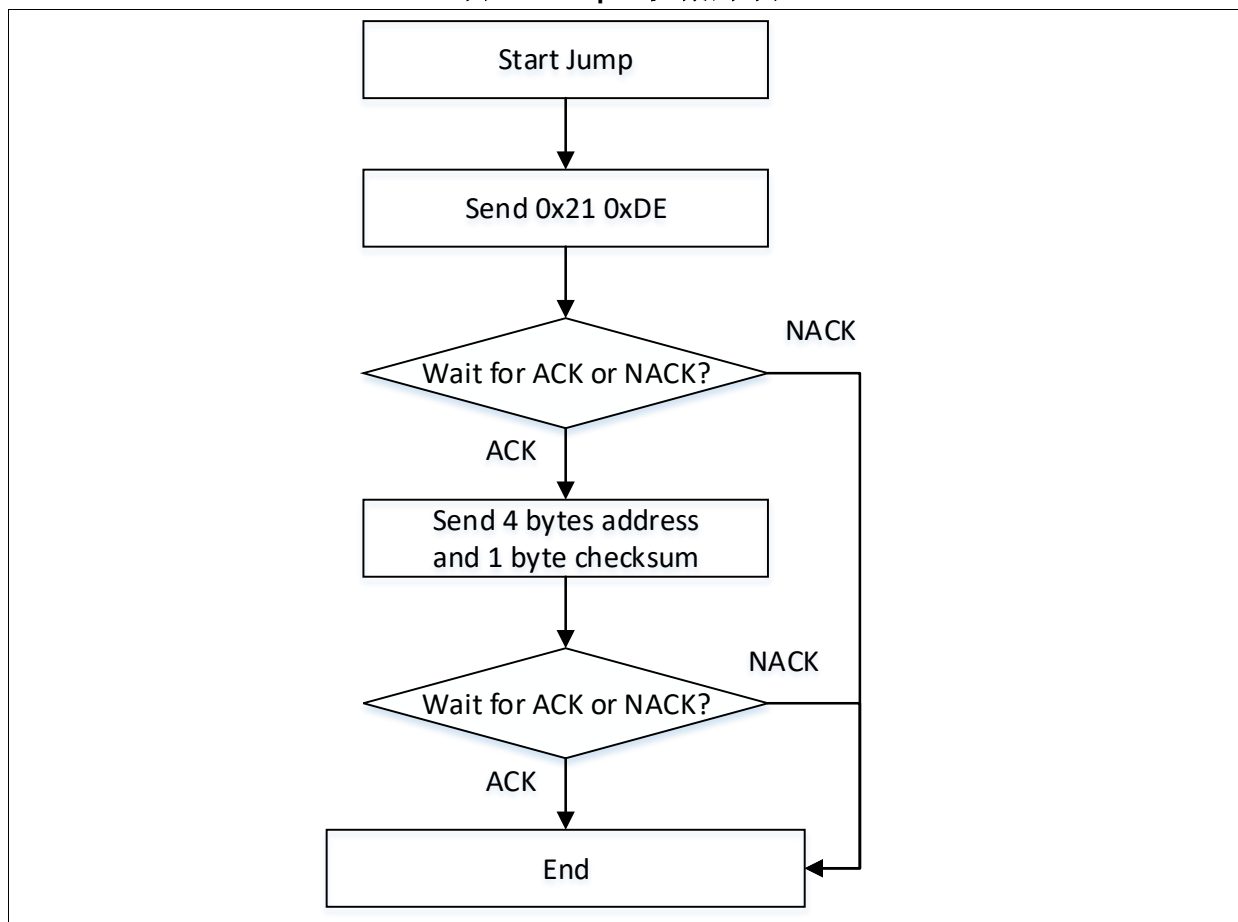 Start Jump
Send 0x21 0xDE
Wait for ACK or NACK?
NACK
ACK
Send 4 bytes address
and 1 byte checksum
Wait for ACK or NACK?
NACK
ACK
End